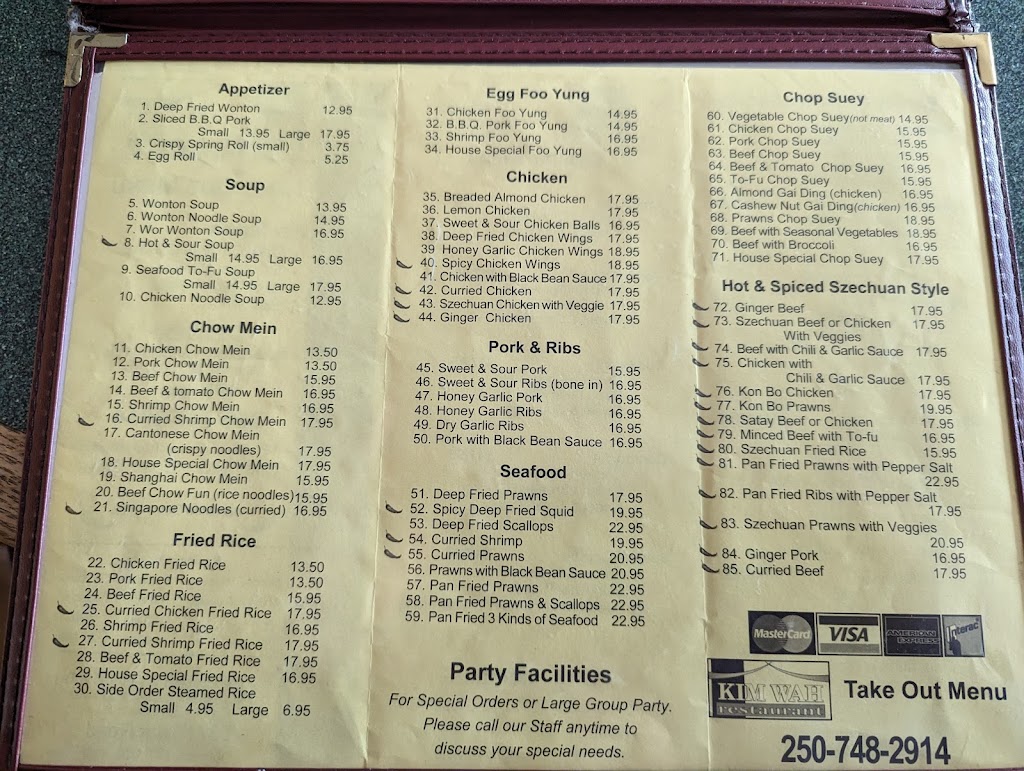 Appetizer
1. Deep Fried Wonton 12.95
2. Sliced B.B.Q Pork
Small 13.95 Large 17.95
3. Crispy Spring Roll (small) 3.75
4. Egg Roll 5.25
Soup
5. Wonton Soup 13.95
6. Wonton Noodle Soup 14.95
7. Wor Wonton Soup 16.95
8. Hot & Sour Soup
Small 14.95 Large 16.95
9. Seafood To-Fu Soup
Small 14.95 Large 17.95
10. Chicken Noodle Soup 12.95
Chow Mein
11. Chicken Chow Mein 13.50
12. Pork Chow Mein 13.50
13. Beef Chow Mein 15.95
14. Beef & tomato Chow Mein 16.95
15. Shrimp Chow Mein 16.95
16. Curried Shrimp Chow Mein 17.95
17. Cantonese Chow Mein
(crispy noodles) 17.95
18. House Special Chow Mein 17.95
19. Shanghai Chow Mein 15.95
20. Beef Chow Fun (rice noodles) 15.95
21. Singapore Noodles (curried) 16.95
Fried Rice
22. Chicken Fried Rice 13.50
23. Pork Fried Rice 13.50
24. Beef Fried Rice 15.95
25. Curried Chicken Fried Rice 17.95
26. Shrimp Fried Rice 16.95
27. Curried Shrimp Fried Rice 17.95
28. Beef & Tomato Fried Rice 17.95
29. House Special Fried Rice 16.95
30. Side Order Steamed Rice
Small 4.95 Large 6.95
Egg Foo Yung
31. Chicken Foo Yung 14.95
32. B.B.Q. Pork Foo Yung 14.95
33. Shrimp Foo Yung 16.95
34. House Special Foo Yung 16.95
Chicken
35. Breaded Almond Chicken 17.95
36. Lemon Chicken 17.95
37. Sweet & Sour Chicken Balls 16.95
38. Deep Fried Chicken Wings 17.95
39 Honey Garlic Chicken Wings 18.95
40. Spicy Chicken Wings 18.95
41. Chicken with Black Bean Sauce 17.95
42. Curried Chicken 17.95
43. Szechuan Chicken with Veggie 17.95
44. Ginger Chicken 17.95
Pork & Ribs
45. Sweet & Sour Pork 15.95
46. Sweet & Sour Ribs (bone in) 16.95
47. Honey Garlic Pork 16.95
48. Honey Garlic Ribs 16.95
49. Dry Garlic Ribs 16.95
50. Pork with Black Bean Sauce 16.95
Seafood
51. Deep Fried Prawns 17.95
52. Spicy Deep Fried Squid 19.95
53. Deep Fried Scallops 22.95
54. Curried Shrimp 19.95
55. Curried Prawns 20.95
56. Prawns with Black Bean Sauce 20.95
57. Pan Fried Prawns 22.95
58. Pan Fried Prawns & Scallops 22.95
59. Pan Fried 3 Kinds of Seafood 22.95
Party Facilities
For Special Orders or Large Group Party.
Please call our Staff anytime to
discuss your special needs.
Chop Suey
60. Vegetable Chop Suey (not meat) 14.95
61. Chicken Chop Suey 15.95
62. Pork Chop Suey 15.95
63. Beef Chop Suey 15.95
64. Beef & Tomato Chop Suey 16.95
65. To-Fu Chop Suey 15.95
66. Almond Gai Ding (chicken) 16.95
67. Cashew Nut Gai Ding (chicken) 16.95
68. Prawns Chop Suey 18.95
69. Beef with Seasonal Vegetables 18.95
70. Beef with Broccoli 16.95
71. House Special Chop Suey 17.95
Hot & Spiced Szechuan Style
72. Ginger Beef 17.95
73. Szechuan Beef or Chicken 17.95
With Veggies
74. Beef with Chili & Garlic Sauce 17.95
75. Chicken with
Chili & Garlic Sauce 17.95
76. Kon Bo Chicken 17.95
77. Kon Bo Prawns 19.95
78. Satay Beef or Chicken 17.95
79. Minced Beef with To-fu 16.95
80. Szechuan Fried Rice 15.95
81. Pan Fried Prawns with Pepper Salt
22.95
82. Pan Fried Ribs with Pepper Salt
17.95
83. Szechuan Prawns with Veggies
20.95
84. Ginger Pork 16.95
85. Curried Beef 17.95
MasterCard VISA AMERICAN EXPRESS Interac
KIM WAH restaurant Take Out Menu
250-748-2914